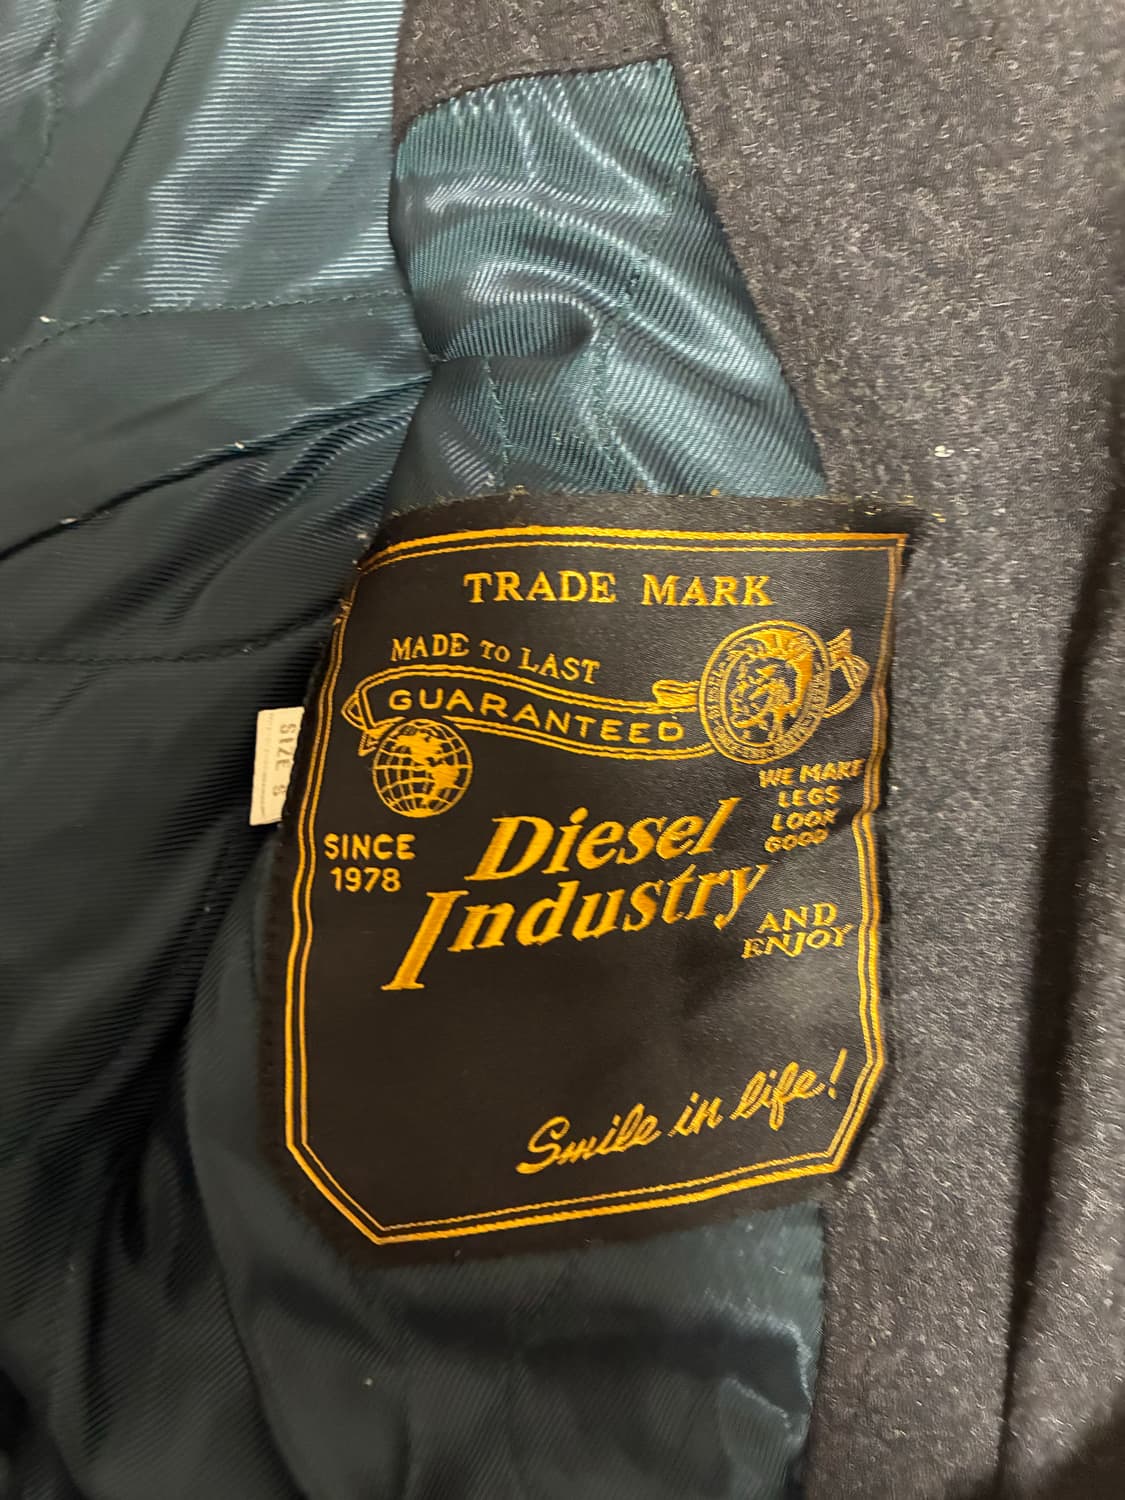 TRADE MARK
MADE TO LAST
GUARANTEED
SINCE
1978
Diesel
Industry
WE MAKE
LEGS
LOOK
GOOD
AND
ENJOY
Smile in life!
SIZE S